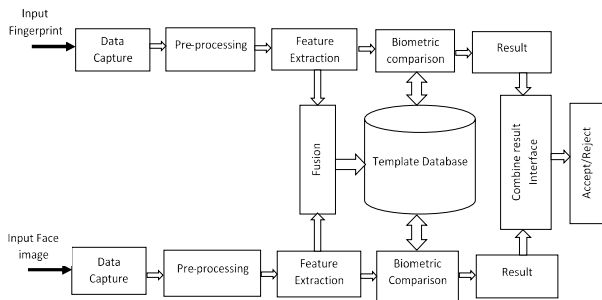 Input
Fingerprint
Data
Capture
Pre-processing
Feature
Extraction
Biometric
comparison
Result
Fusion
Template Database
Combine result
Interface
Accept/Reject
Input Face
image
Data
Capture
Pre-processing
Feature
Extraction
Biometric
Comparison
Result